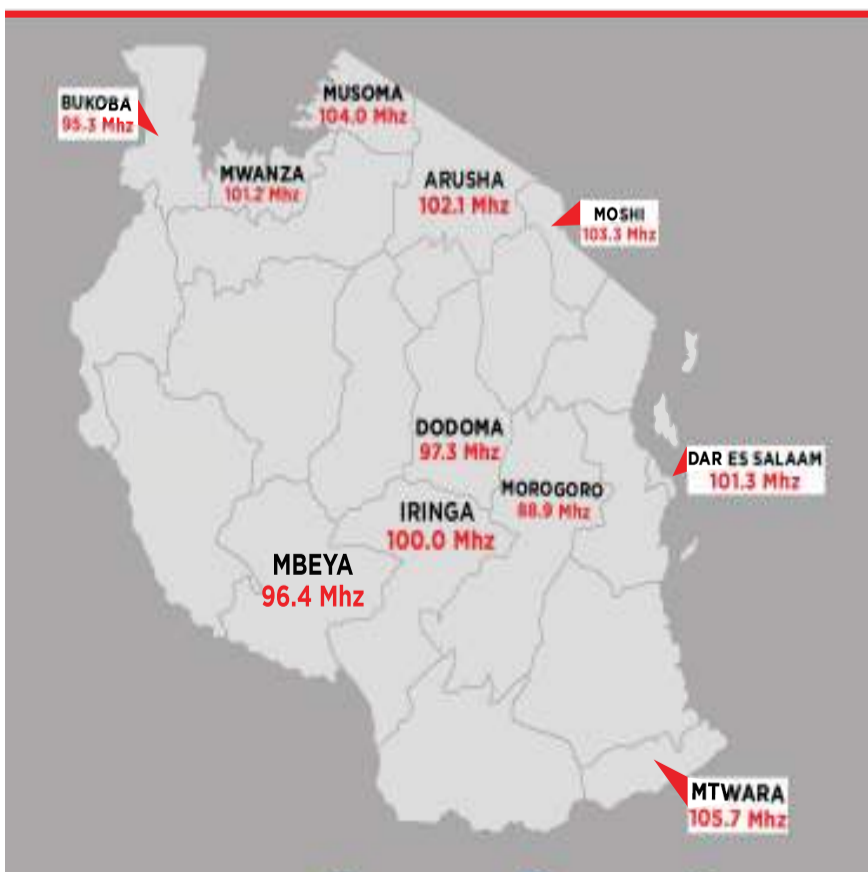 BUKOBA
95.3 Mhz
MUSOMA
104.0 Mhz
MWANZA
101.2 Mhz
ARUSHA
102.1 Mhz
MOSHI
103.3 Mhz
DODOMA
97.3 Mhz
DAR ES SALAAM
101.3 Mhz
MOROGORO
88.9 Mhz
IRINGA
100.0 Mhz
MBEYA
96.4 Mhz
MTWARA
105.7 Mhz